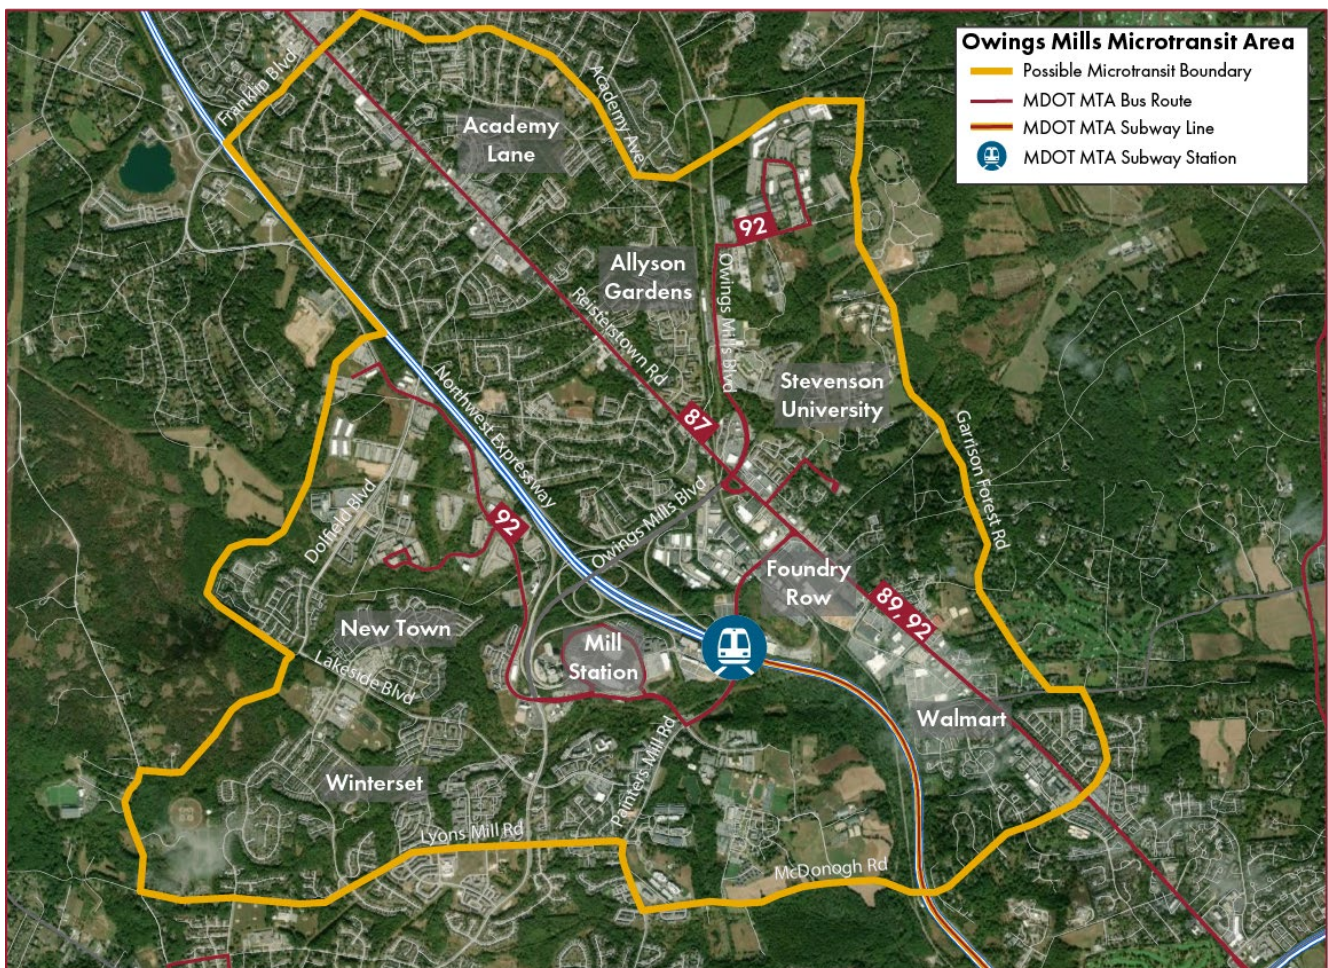 Owings Mills Microtransit Area
Possible Microtransit Boundary
MDOT MTA Bus Route
MDOT MTA Subway Line
MDOT MTA Subway Station
Franklin Blvd
Academy Ave
Academy
Lane
92
Allyson
Gardens
Owings Mills Blvd
Reisterstown Rd
Stevenson
University
Northwest Expressway
87
Garrison Forest Rd
Dolfield Blvd
92
Owings Mills Blvd
Foundry
Row
89, 92
New Town
Mill
Station
Lakeside Blvd
Walmart
Winterset
Painters Mill Rd
Lyons Mill Rd
McDonogh Rd